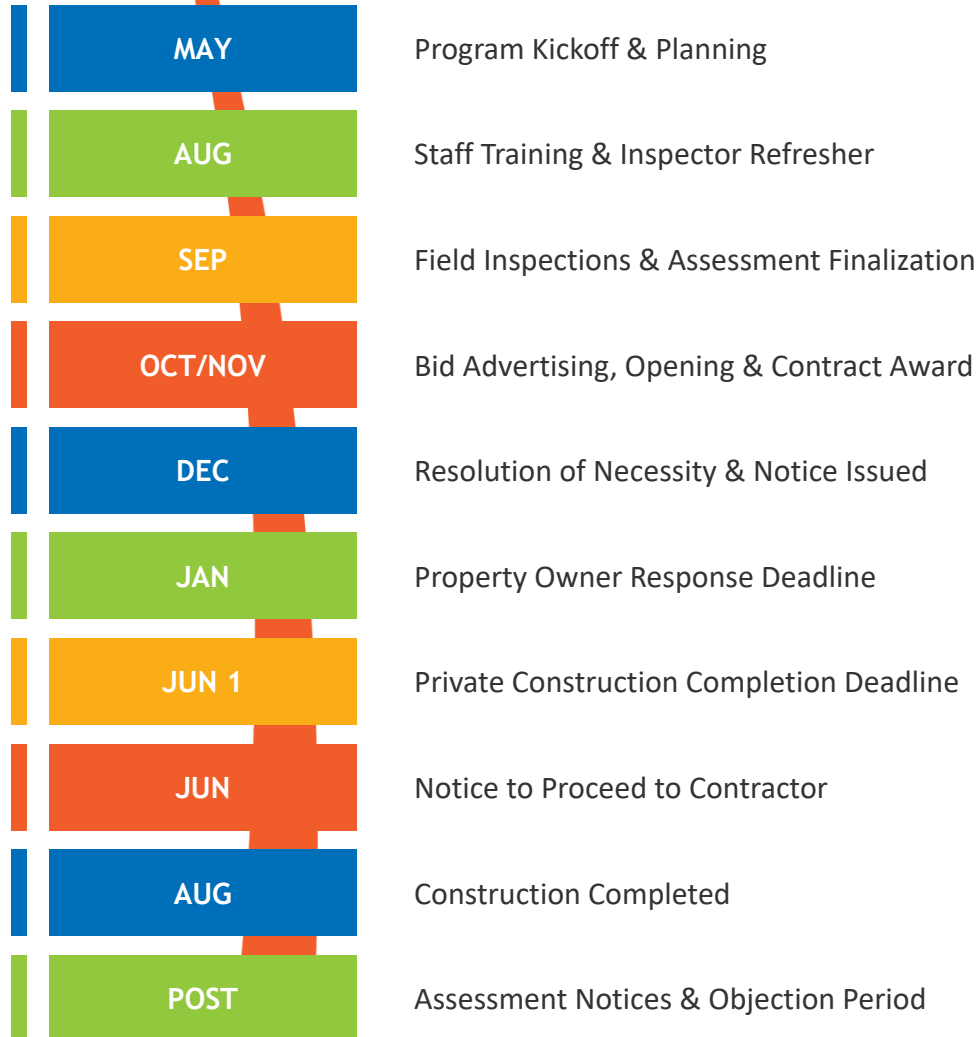 MAY Program Kickoff & Planning
AUG Staff Training & Inspector Refresher
SEP Field Inspections & Assessment Finalization
OCT/NOV Bid Advertising, Opening & Contract Award
DEC Resolution of Necessity & Notice Issued
JAN Property Owner Response Deadline
JUN 1 Private Construction Completion Deadline
JUN Notice to Proceed to Contractor
AUG Construction Completed
POST Assessment Notices & Objection Period